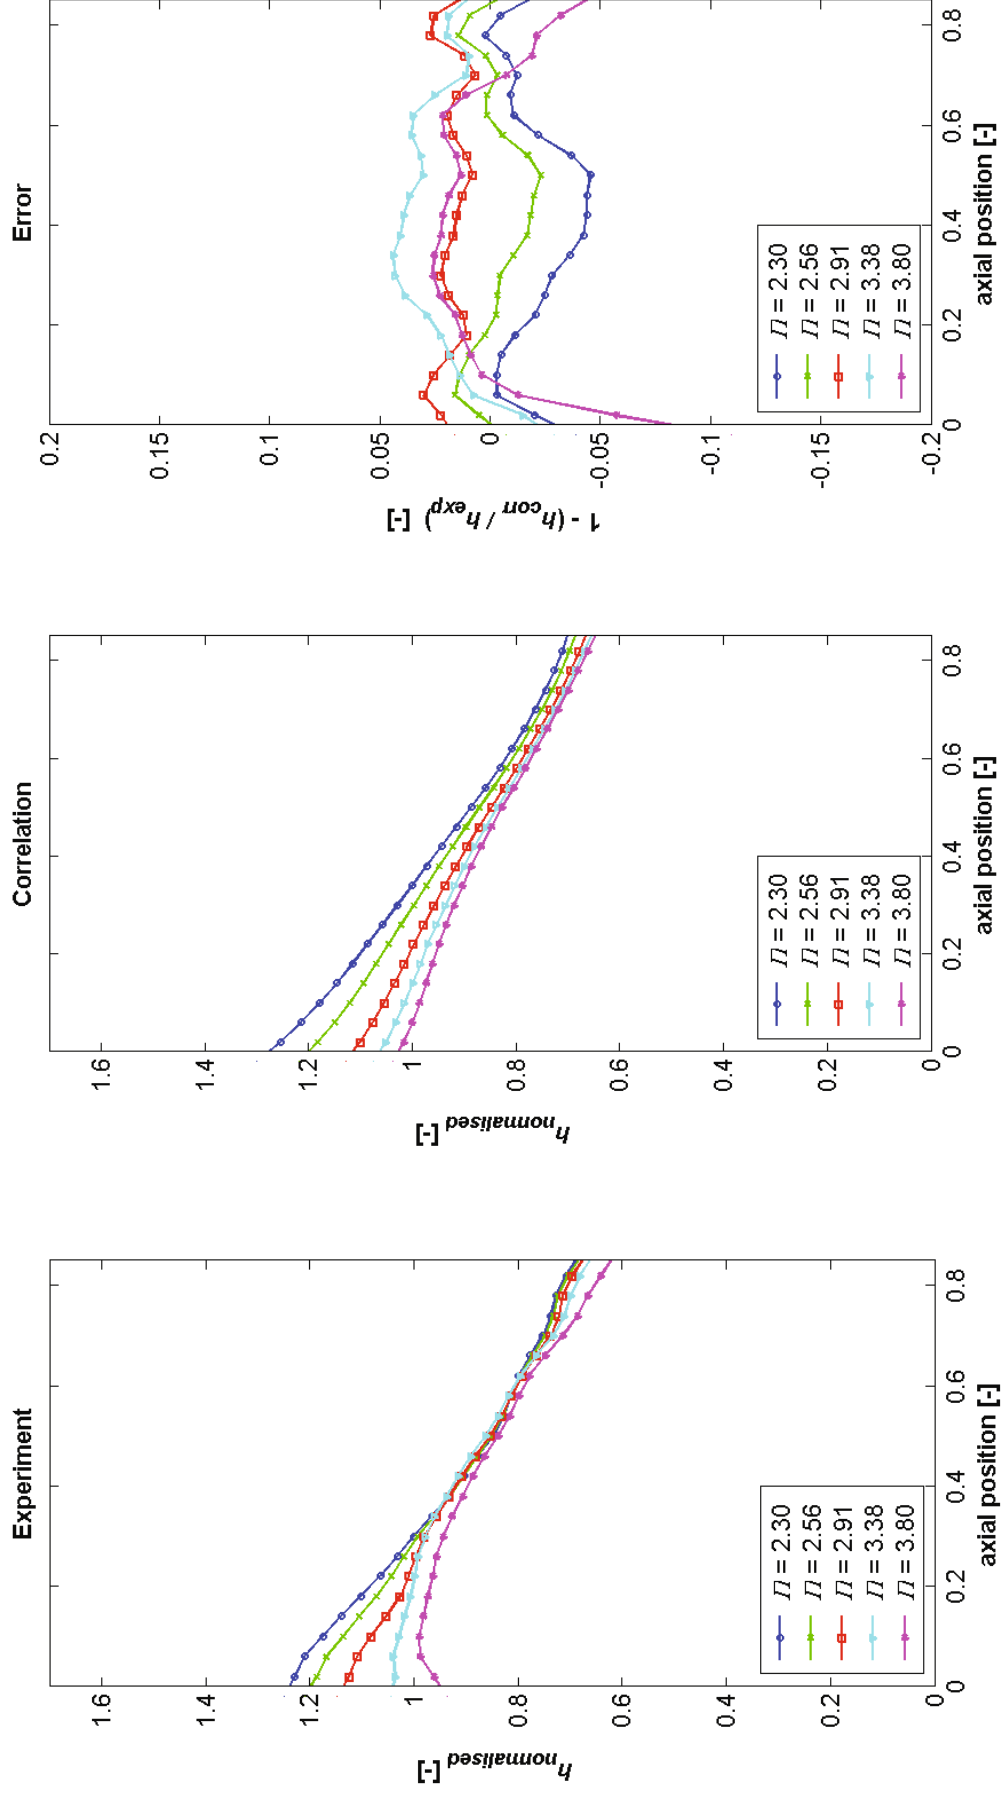 Experiment
h normalised [-]
1.6
1.4
1.2
1
0.8
0.6
0.4
0.2
0
0 0.2 0.4 0.6 0.8
axial position [-]
Π = 2.30
Π = 2.56
Π = 2.91
Π = 3.38
Π = 3.80
Correlation
h normalised [-]
1.6
1.4
1.2
1
0.8
0.6
0.4
0.2
0
0 0.2 0.4 0.6 0.8
axial position [-]
Π = 2.30
Π = 2.56
Π = 2.91
Π = 3.38
Π = 3.80
Error
1 - (h corr / h exp) [-]
0.2
0.15
0.1
0.05
0
-0.05
-0.1
-0.15
-0.2
0 0.2 0.4 0.6 0.8
axial position [-]
Π = 2.30
Π = 2.56
Π = 2.91
Π = 3.38
Π = 3.80